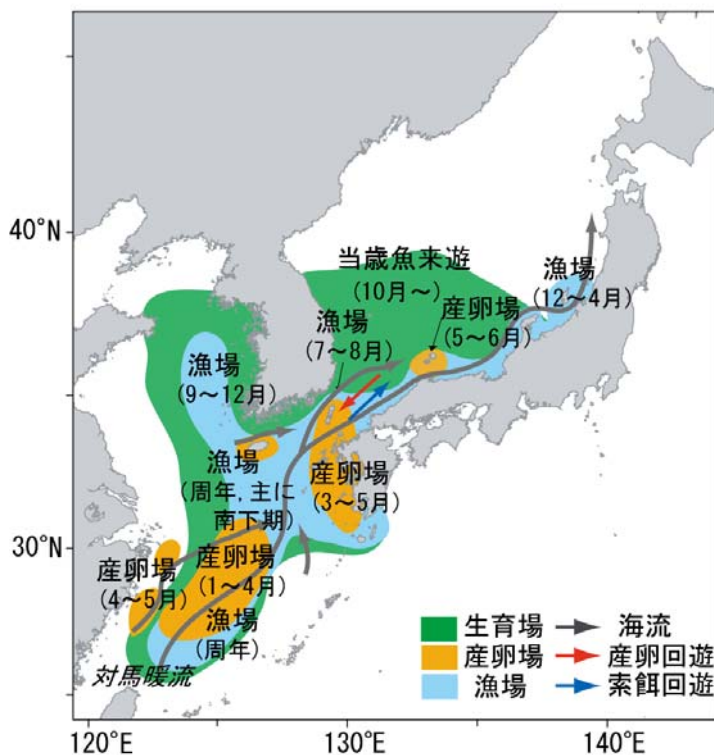 40°N
30°N
120°E
130°E
140°E
当歳魚来遊
(10月～)
漁場
(12～4月)
産卵場
(5～6月)
漁場
(7～8月)
漁場
(9～12月)
漁場
(周年,主に
南下期)
産卵場
(3～5月)
産卵場
(4～5月)
産卵場
(1～4月)
漁場
(周年)
対馬暖流
生育場
海流
産卵場
産卵回遊
漁場
索餌回遊